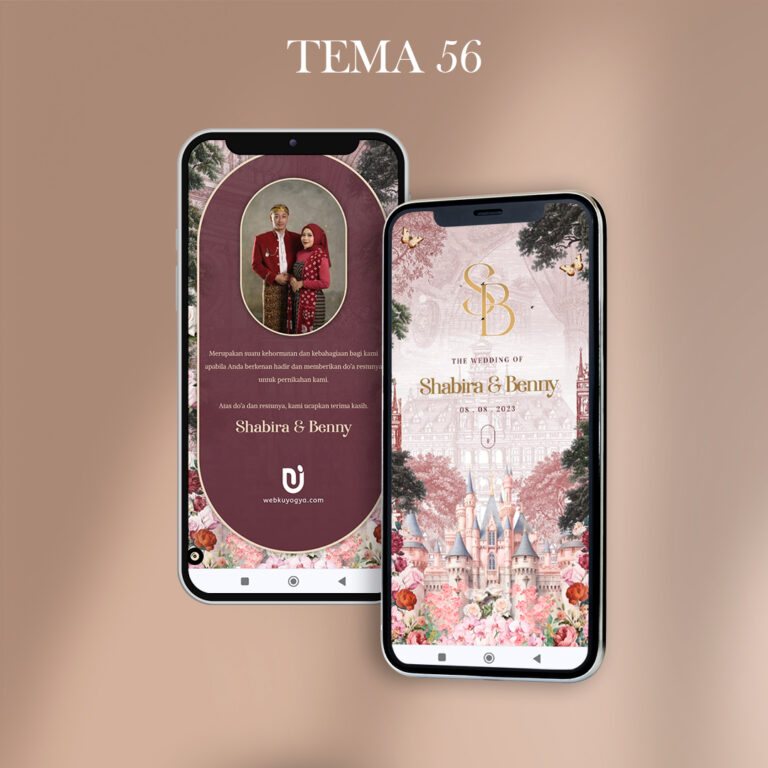 TEMA 56
Merupakan suatu kehormatan dan kebahagiaan bagi kami
apabila Anda berkenan hadir dan memberikan do'a restunya
untuk pernikahan kami.
Atas do'a dan restunya, kami ucapkan terima kasih.
Shabira & Benny
webkuyogya.com
SB
THE WEDDING OF
Shabira & Benny
08 . 08 . 2023